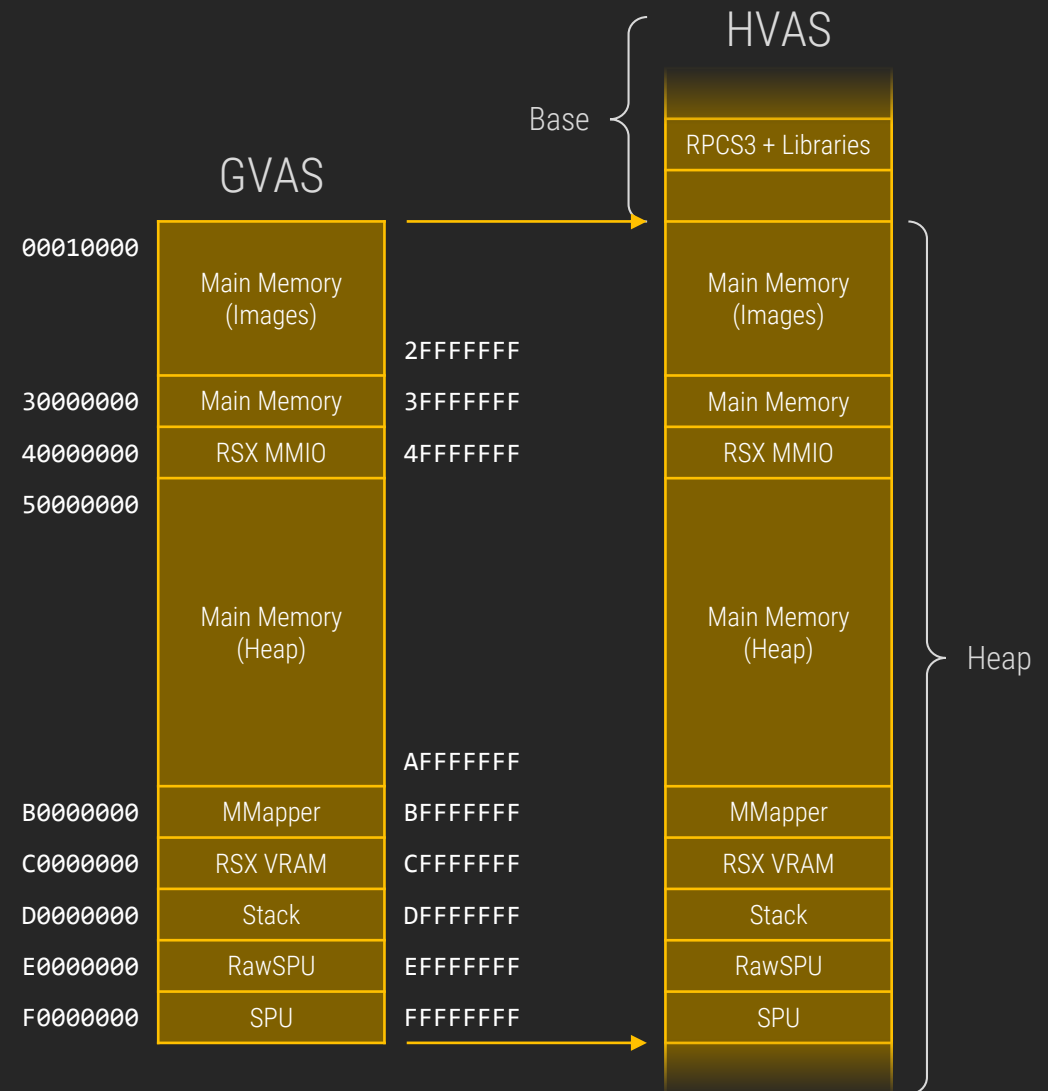 HVAS
Base
RPCS3 + Libraries
GVAS
00010000
Main Memory
(Images)
2FFFFFFF
Main Memory
(Images)
30000000
Main Memory
3FFFFFFF
Main Memory
40000000
RSX MMIO
4FFFFFFF
RSX MMIO
50000000
Main Memory
(Heap)
Main Memory
(Heap)
Heap
AFFFFFFF
B0000000
MMapper
BFFFFFFF
MMapper
C0000000
RSX VRAM
CFFFFFFF
RSX VRAM
D0000000
Stack
DFFFFFFF
Stack
E0000000
RawSPU
EFFFFFFF
RawSPU
F0000000
SPU
FFFFFFFF
SPU